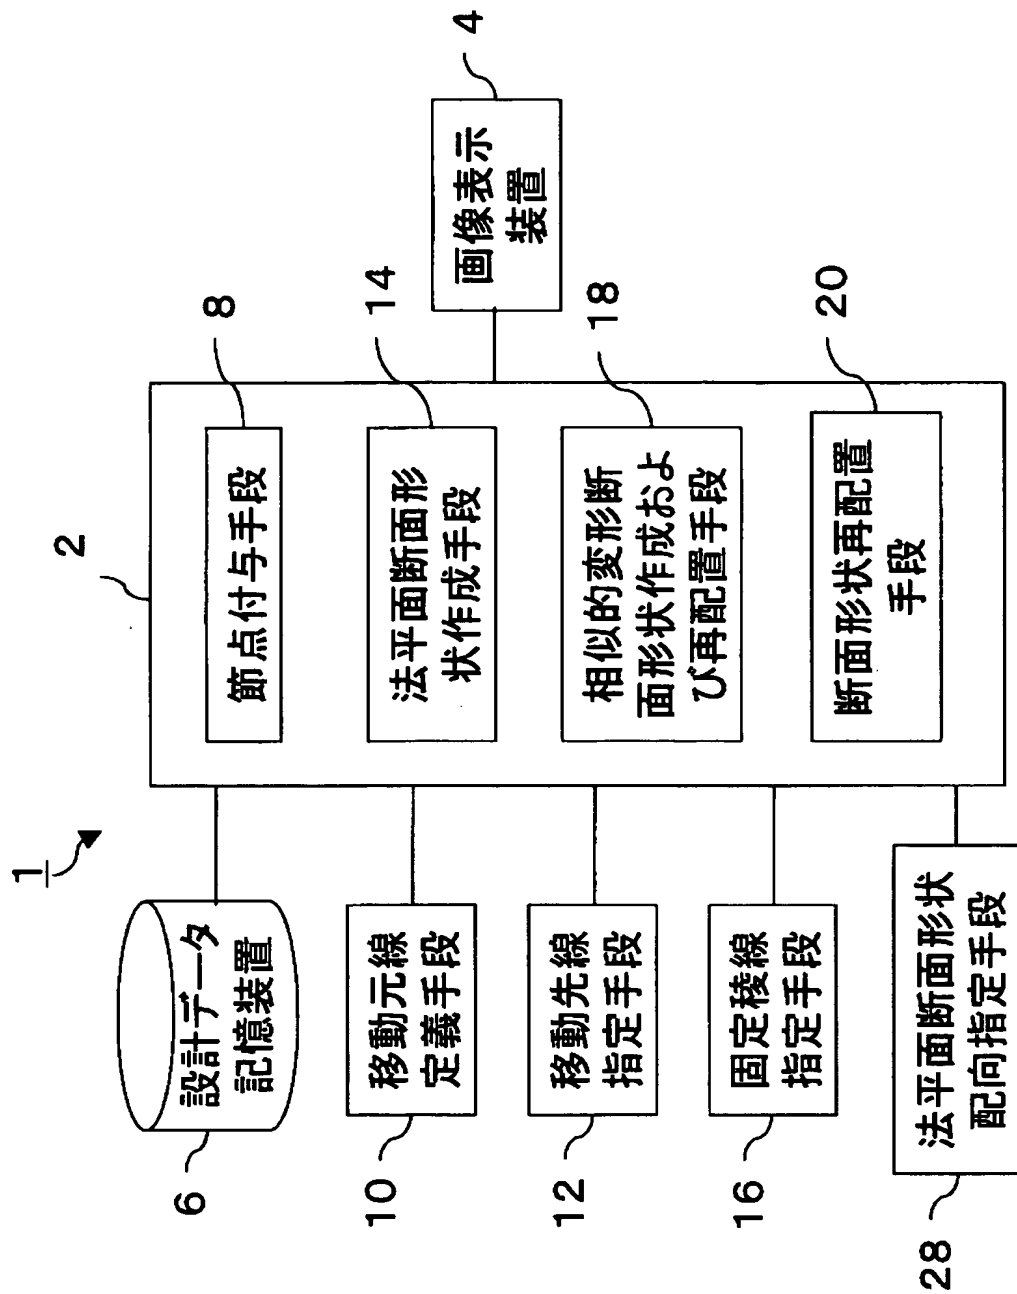 1
2
4
画像表示
装置
6
設計データ
記憶装置
8
節点付与手段
10
移動元線
定義手段
14
法平面断面形
状作成手段
12
移動先線
指定手段
18
相似的変形断
面形状作成およ
び再配置手段
16
固定稜線
指定手段
20
断面形状再配置
手段
28
法平面断面形状
配向指定手段